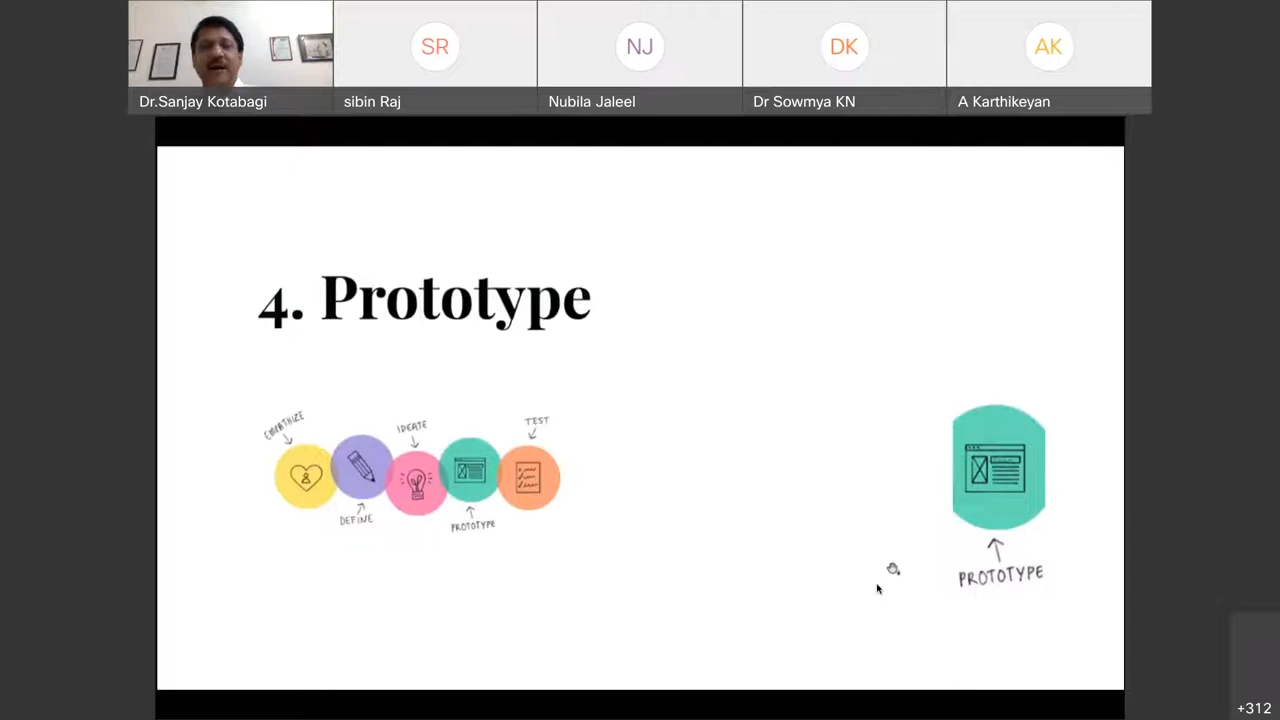 SR
NJ
DK
AK
Dr.Sanjay Kotabagi
sibin Raj
Nubila Jaleel
Dr Sowmya KN
A Karthikeyan
4. Prototype
EMPATHIZE
IDEATE
TEST
DEFINE
PROTOTYPE
PROTOTYPE
+312